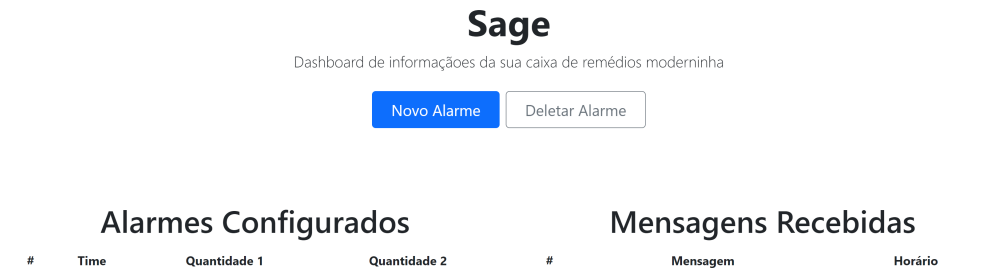 Sage
Dashboard de informaçãoes da sua caixa de remédios moderninha
Novo Alarme Deletar Alarme
Alarmes Configurados
# Time Quantidade 1 Quantidade 2
Mensagens Recebidas
# Mensagem Horário